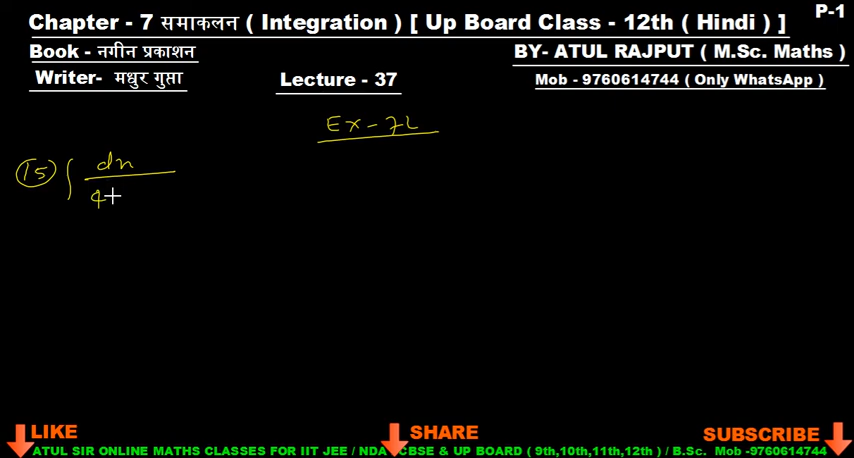 Chapter - 7 समाकलन ( Integration ) [ Up Board Class - 12th ( Hindi ) ]
P-1
Book - नगीन प्रकाशन
BY- ATUL RAJPUT ( M.Sc. Maths )
Writer- मधुर गुप्ता
Lecture - 37
Mob - 9760614744 ( Only WhatsApp )
Ex - 7L
(15) ∫ dx
LIKE
SHARE
SUBSCRIBE
ATUL SIR ONLINE MATHS CLASSES FOR IIT JEE / NDA CBSE & UP BOARD ( 9th,10th,11th,12th ) / B.Sc. Mob -9760614744